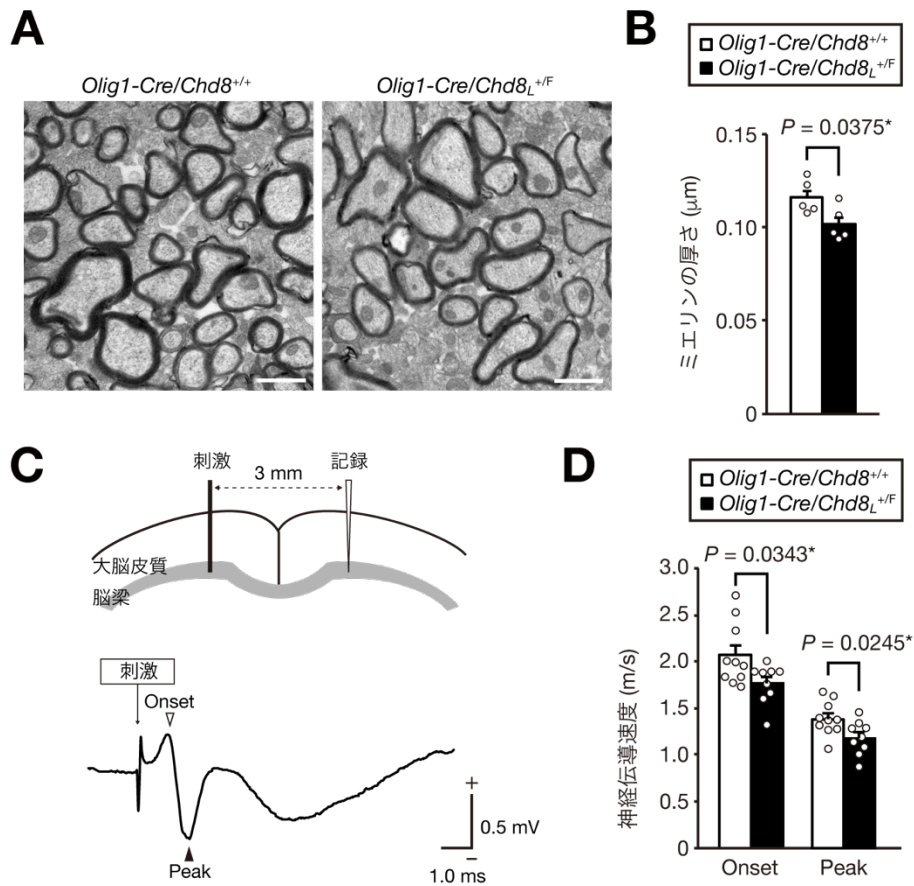 A
Olig1-Cre/Chd8+/+
Olig1-Cre/Chd8L+/F
B
Olig1-Cre/Chd8+/+
Olig1-Cre/Chd8L+/F
P = 0.0375*
ミエリンの厚さ (μm)
0.15
0.10
0.05
0
C
刺激
3 mm
記録
大脳皮質
脳梁
刺激
Onset
Peak
+
0.5 mV
−
1.0 ms
D
Olig1-Cre/Chd8+/+
Olig1-Cre/Chd8L+/F
P = 0.0343*
P = 0.0245*
神経伝導速度 (m/s)
3.0
2.5
2.0
1.5
1.0
0.5
0
Onset
Peak